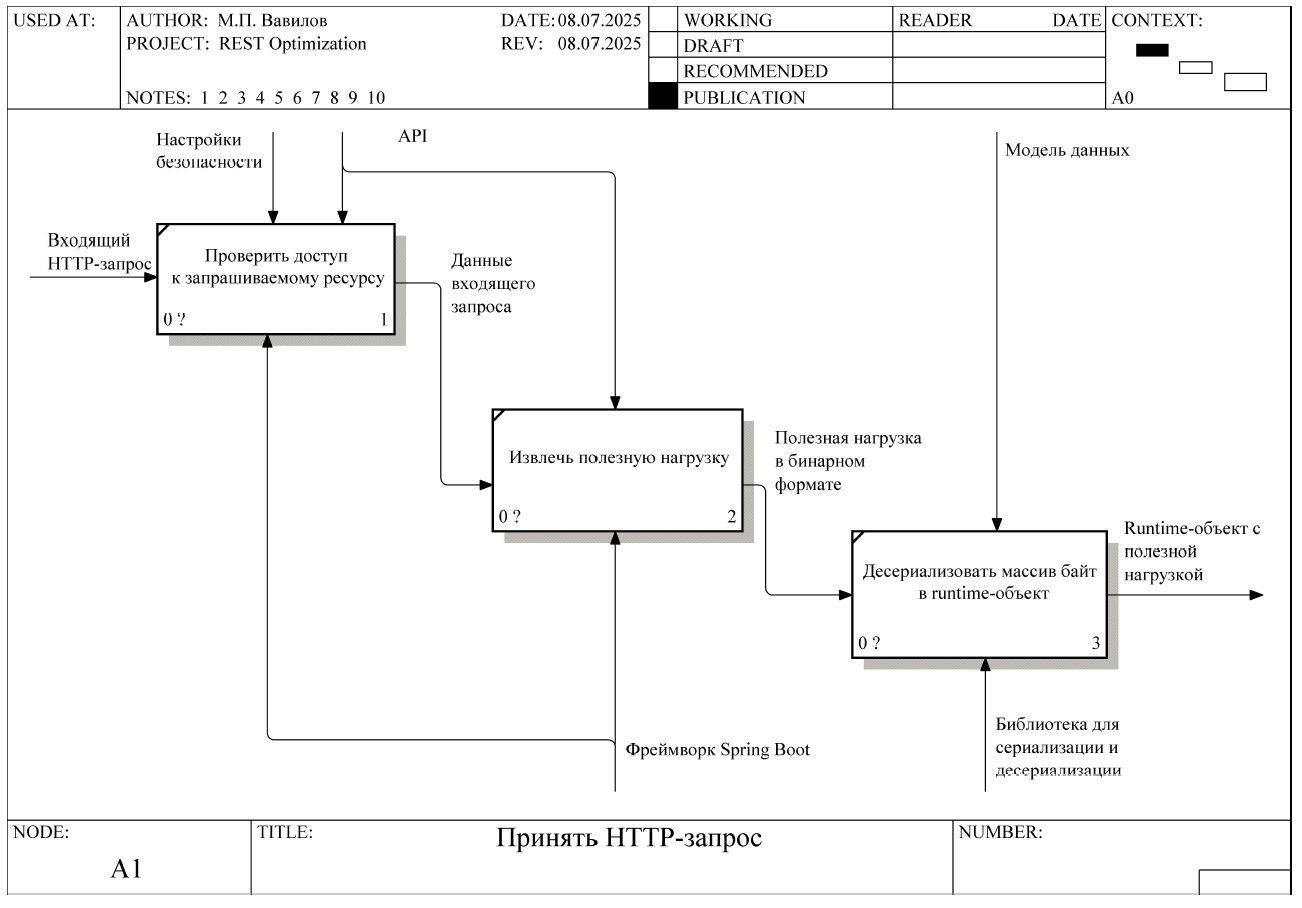 USED AT:
AUTHOR: М.П. Вавилов
DATE: 08.07.2025
PROJECT: REST Optimization
REV: 08.07.2025
NOTES: 1 2 3 4 5 6 7 8 9 10
WORKING
DRAFT
RECOMMENDED
PUBLICATION
READER DATE
CONTEXT:
A0
Настройки
безопасности
API
Модель данных
Входящий
HTTP-запрос
Проверить доступ
к запрашиваемому ресурсу
0 ? 1
Данные
входящего
запроса
Извлечь полезную нагрузку
0 ? 2
Полезная нагрузка
в бинарном
формате
Десериализовать массив байт
в runtime-объект
0 ? 3
Runtime-объект с
полезной
нагрузкой
Фреймворк Spring Boot
Библиотека для
сериализации и
десериализации
NODE:
A1
TITLE:
Принять HTTP-запрос
NUMBER: